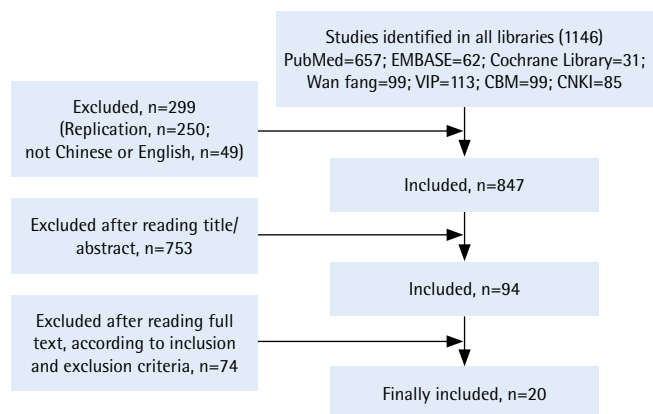 Studies identified in all libraries (1146)
PubMed=657; EMBASE=62; Cochrane Library=31;
Wan fang=99; VIP=113; CBM=99; CNKI=85
Excluded, n=299
(Replication, n=250;
not Chinese or English, n=49)
Included, n=847
Excluded after reading title/
abstract, n=753
Included, n=94
Excluded after reading full
text, according to inclusion
and exclusion criteria, n=74
Finally included, n=20